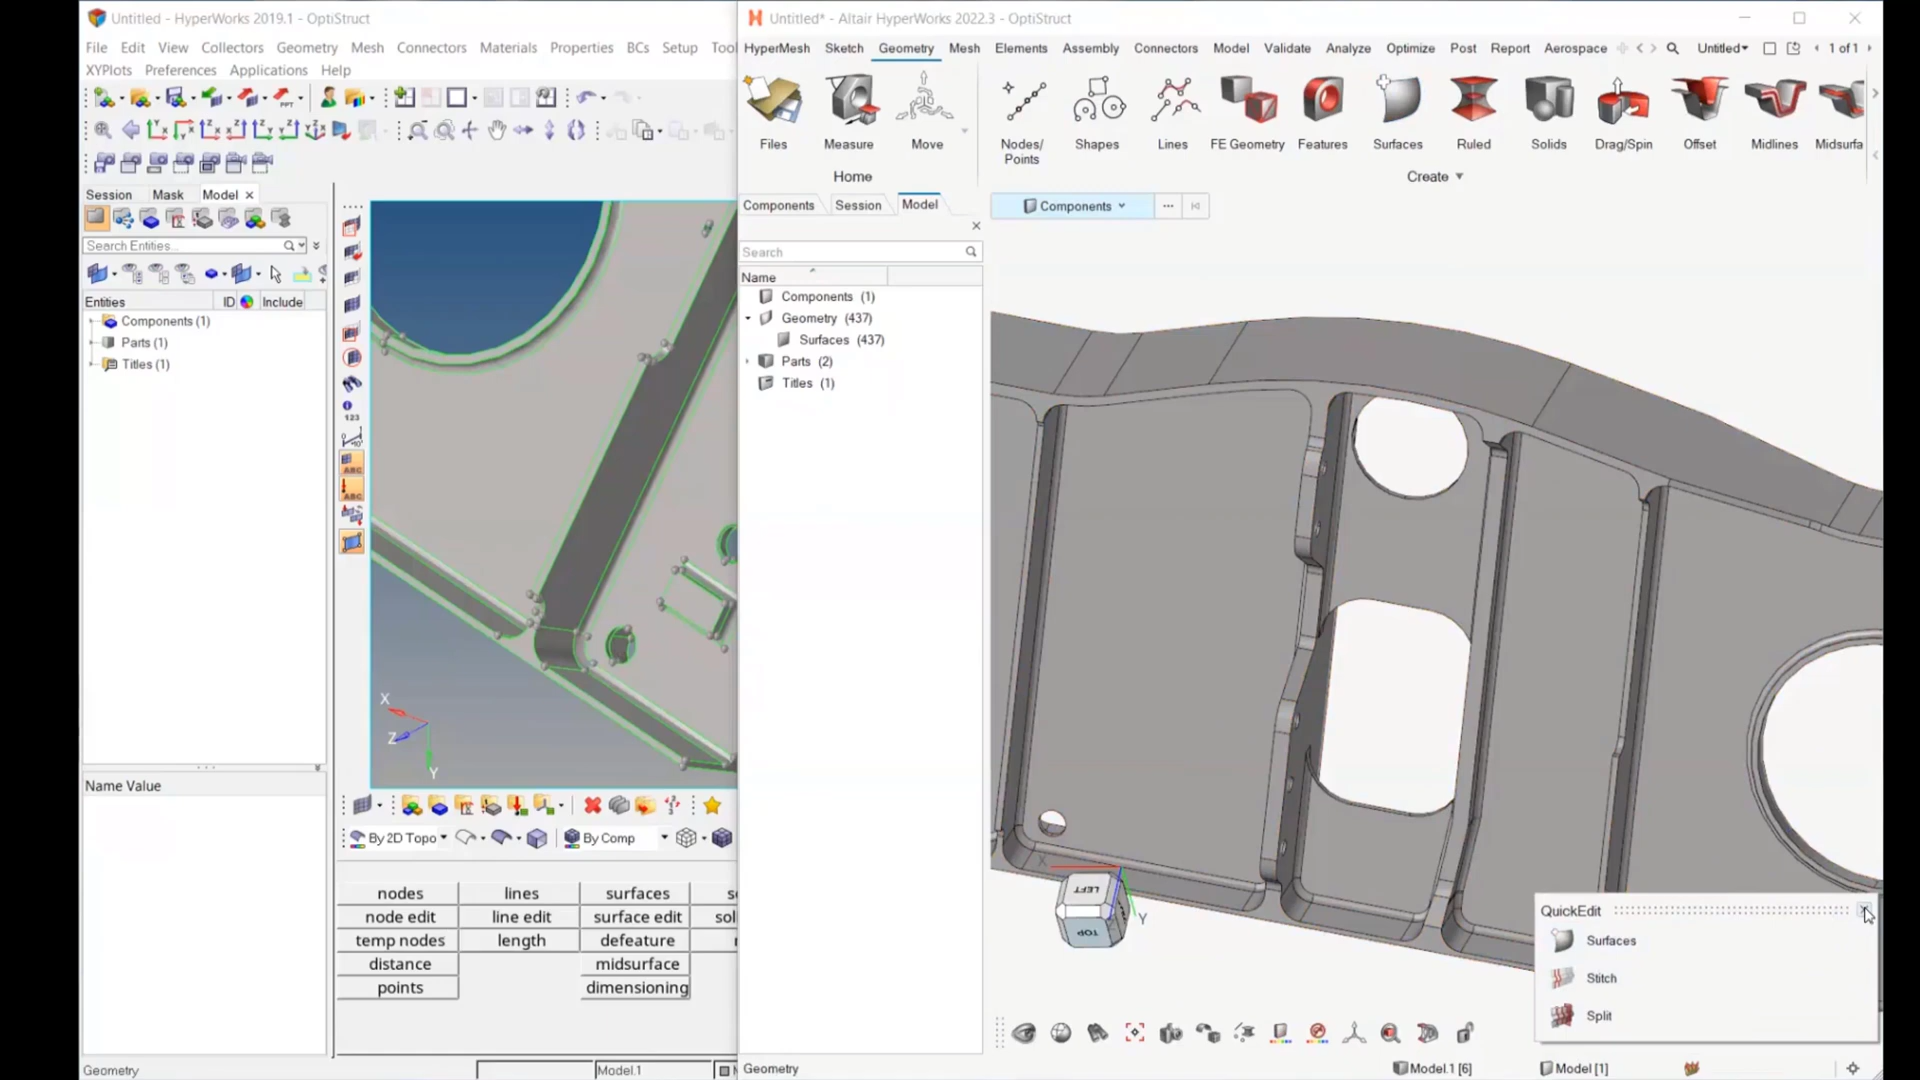 Untitled - HyperWorks 2019.1 - OptiStruct
File Edit View Collectors Geometry Mesh Connectors Materials Properties BCs Setup
XYPlots Preferences Applications Help
Session Mask Model
Search Entities...
Entities ID Include
Components (1)
Parts (1)
Titles (1)
Name Value
123
ABC
ABC
X
Z
Y
By 2D Topo
By Comp
nodes lines surfaces
node edit line edit surface edit
temp nodes length defeature
distance midsurface
points dimensioning
Geometry
Model.1
Untitled* - Altair HyperWorks 2022.3 - OptiStruct
HyperMesh Sketch Geometry Mesh Elements Assembly Connectors Model Validate Analyze Optimize Post Report Aerospace Untitled 1 of 1
Files Measure Move
Home
Nodes/
Points
Shapes Lines FE Geometry Features Surfaces Ruled Solids Drag/Spin Offset Midlines Midsurfa
Create
Components Session Model
Components
Search
Name
Components (1)
Geometry (437)
Surfaces (437)
Parts (2)
Titles (1)
X
LEFT
TOP
Y
QuickEdit
Surfaces
Stitch
Split
Geometry
Model.1 [6]
Model [1]